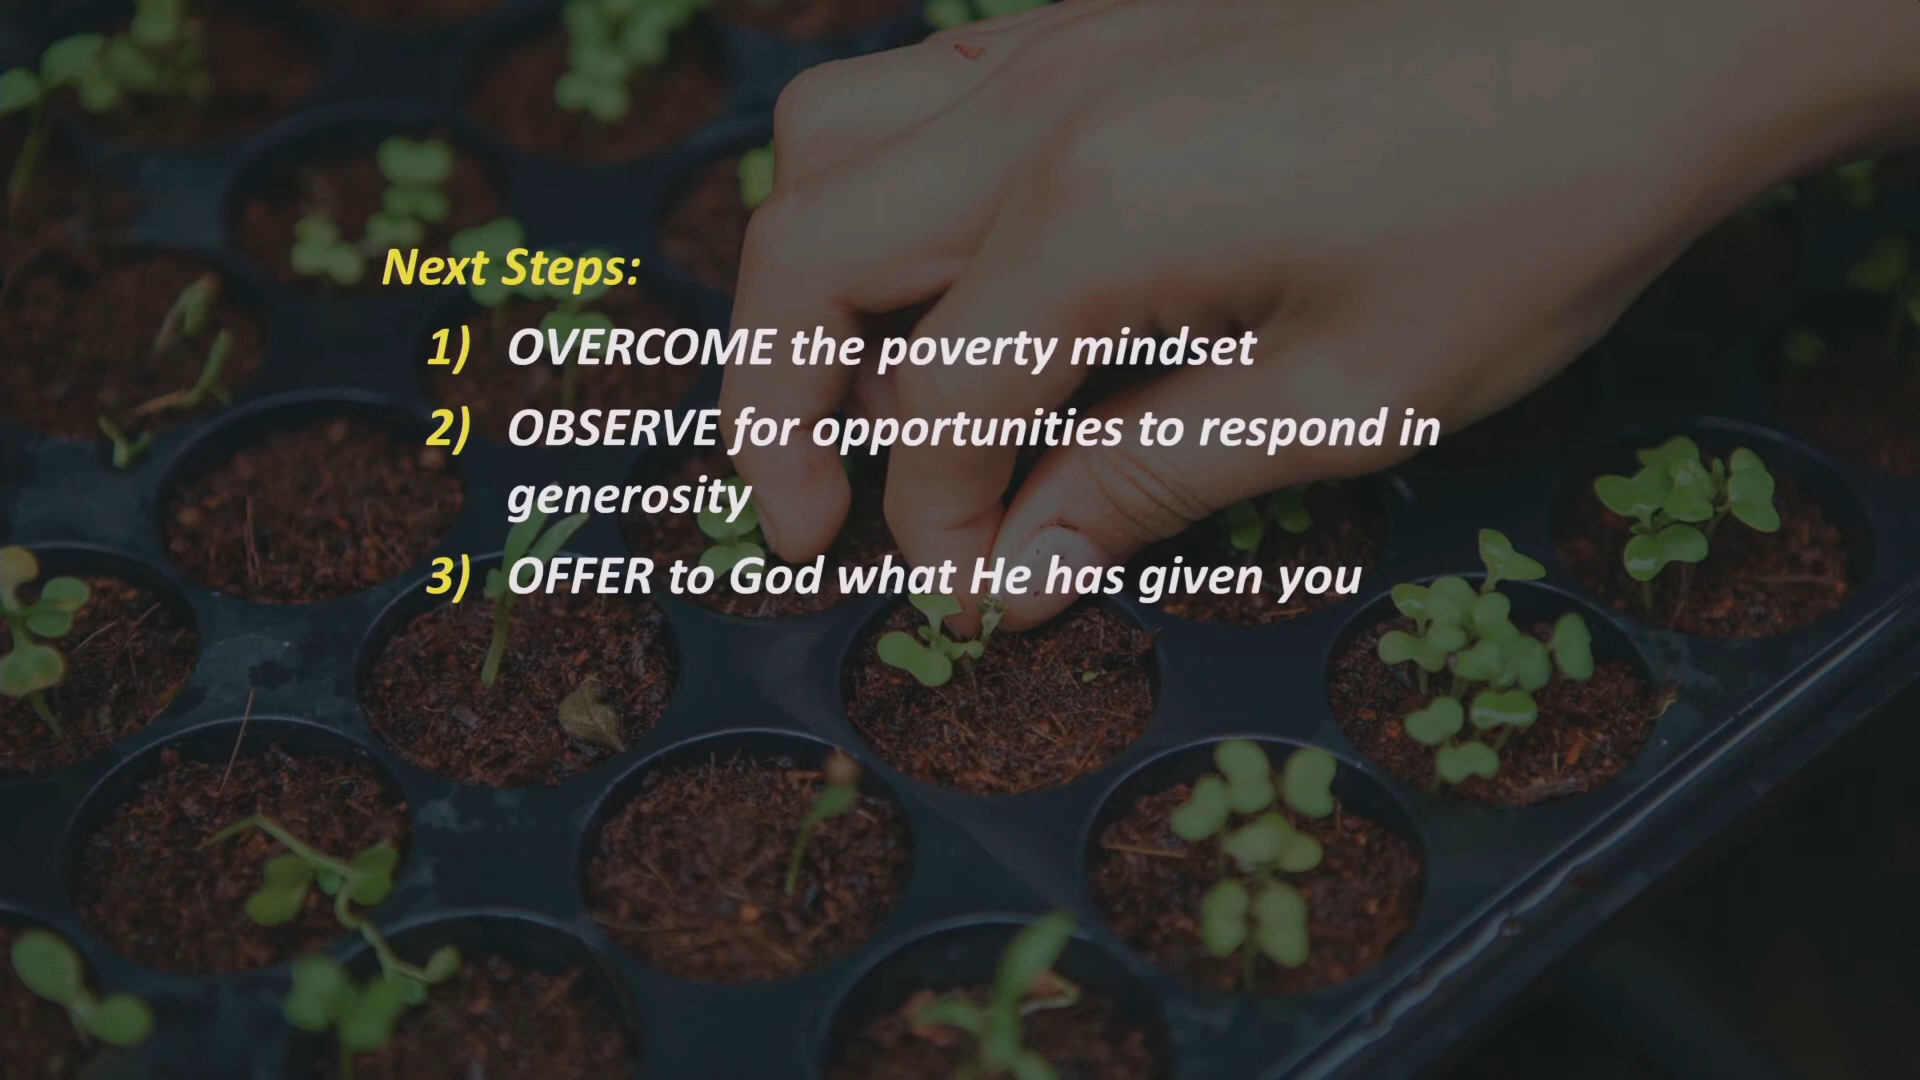 Next Steps:
1) OVERCOME the poverty mindset
2) OBSERVE for opportunities to respond in
generosity
3) OFFER to God what He has given you